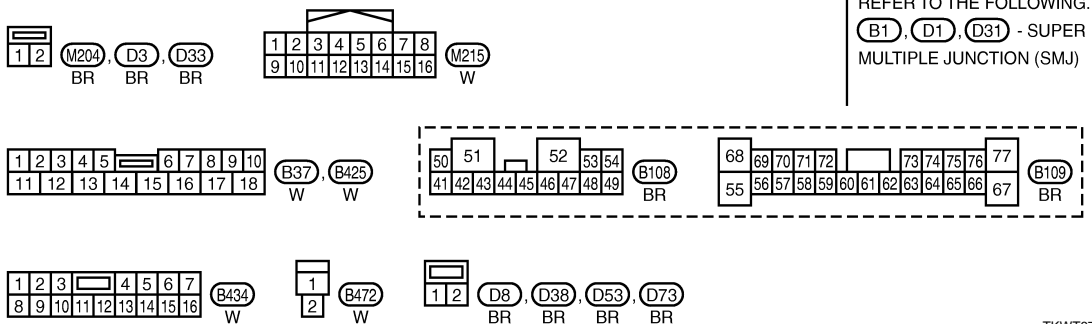 REFER TO THE FOLLOWING.
B1, D1, D31 - SUPER
MULTIPLE JUNCTION (SMJ)
1 2
M204, D3, D33
BR BR BR
1 2 3 4 5 6 7 8
9 10 11 12 13 14 15 16
M215
W
1 2 3 4 5 6 7 8 9 10
11 12 13 14 15 16 17 18
B37, B425
W W
50 51 52 53 54
41 42 43 44 45 46 47 48 49
B108
BR
68 69 70 71 72 73 74 75 76 77
55 56 57 58 59 60 61 62 63 64 65 66 67
B109
BR
1 2 3 4 5 6 7
8 9 10 11 12 13 14 15 16
B434
W
1
2
B472
W
1 2
D8, D38, D53, D73
BR BR BR BR